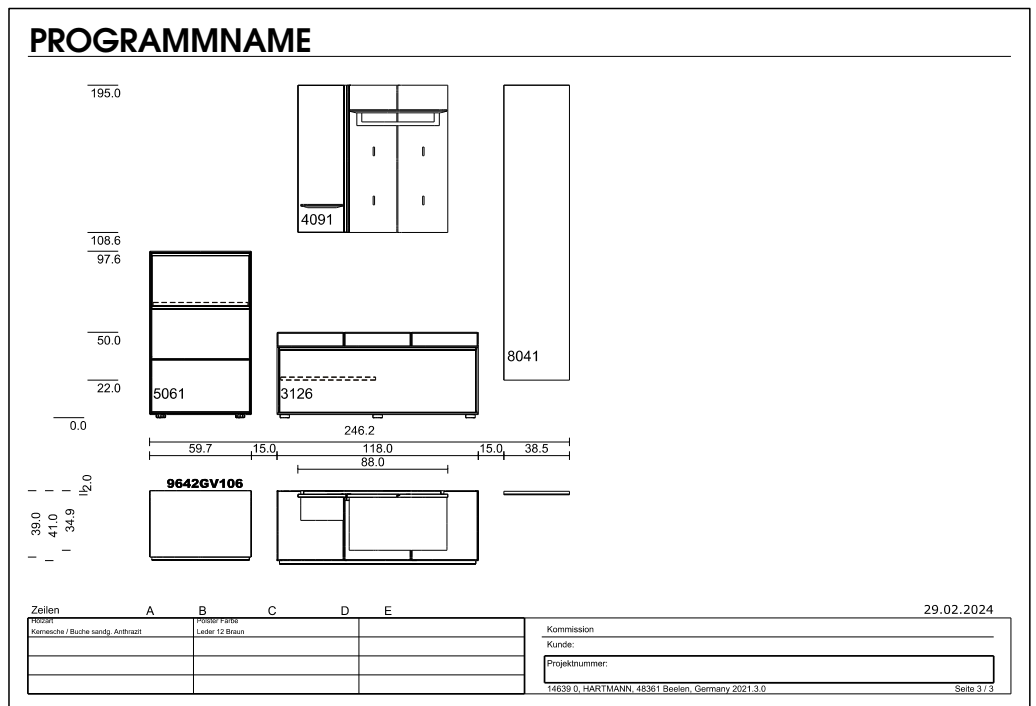 PROGRAMMNAME
195.0
4091
108.6
97.6
50.0
8041
22.0
5061
3126
0.0
246.2
59.7 15.0 118.0 15.0 38.5
88.0
9642GV106
2.0
39.0
41.0
34.9
Zeilen A B C D E
29.02.2024
Holzart Polster Farbe
Kernesche / Buche sandg. Anthrazit Leder 12 Braun
Kommission
Kunde:
Projektnummer:
14639 0, HARTMANN, 48361 Beelen, Germany 2021.3.0 Seite 3 / 3